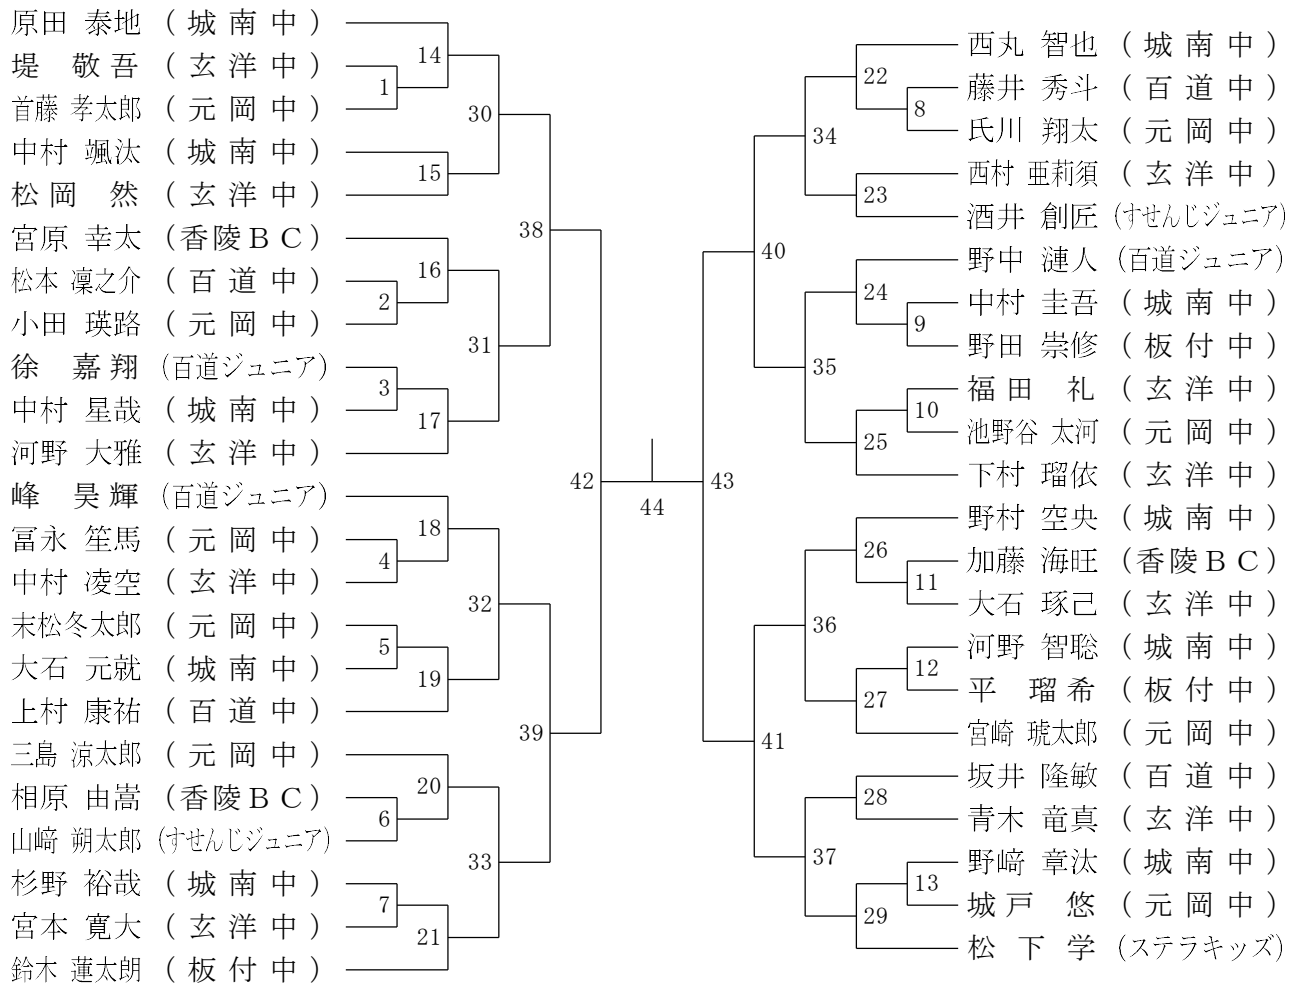 原田 泰地 (城南中)
堤 敬吾 (玄洋中)
首藤 孝太郎 (元岡中)
中村 颯汰 (城南中)
松岡 然 (玄洋中)
宮原 幸太 (香陵BC)
松本 凜之介 (百道中)
小田 瑛路 (元岡中)
徐 嘉翔 (百道ジュニア)
中村 星哉 (城南中)
河野 大雅 (玄洋中)
峰 昊輝 (百道ジュニア)
冨永 笙馬 (元岡中)
中村 凌空 (玄洋中)
末松冬太郎 (元岡中)
大石 元就 (城南中)
上村 康祐 (百道中)
三島 涼太郎 (元岡中)
相原 由嵩 (香陵BC)
山﨑 朔太郎 (すせんじジュニア)
杉野 裕哉 (城南中)
宮本 寛大 (玄洋中)
鈴木 蓮太朗 (板付中)
14
1
30
15
38
16
2
31
3
17
42
18
4
32
5
19
39
20
6
33
7
21
44
43
22
8
34
23
40
24
9
35
10
25
26
11
36
12
27
41
28
37
13
29
西丸 智也 (城南中)
藤井 秀斗 (百道中)
氏川 翔太 (元岡中)
西村 亜莉須 (玄洋中)
酒井 創匠 (すせんじジュニア)
野中 漣人 (百道ジュニア)
中村 圭吾 (城南中)
野田 崇修 (板付中)
福田 礼 (玄洋中)
池野谷 太河 (元岡中)
下村 瑠依 (玄洋中)
野村 空央 (城南中)
加藤 海旺 (香陵BC)
大石 琢己 (玄洋中)
河野 智聡 (城南中)
平 瑠希 (板付中)
宮崎 琥太郎 (元岡中)
坂井 隆敏 (百道中)
青木 竜真 (玄洋中)
野﨑 章汰 (城南中)
城戸 悠 (元岡中)
松下学 (ステラキッズ)